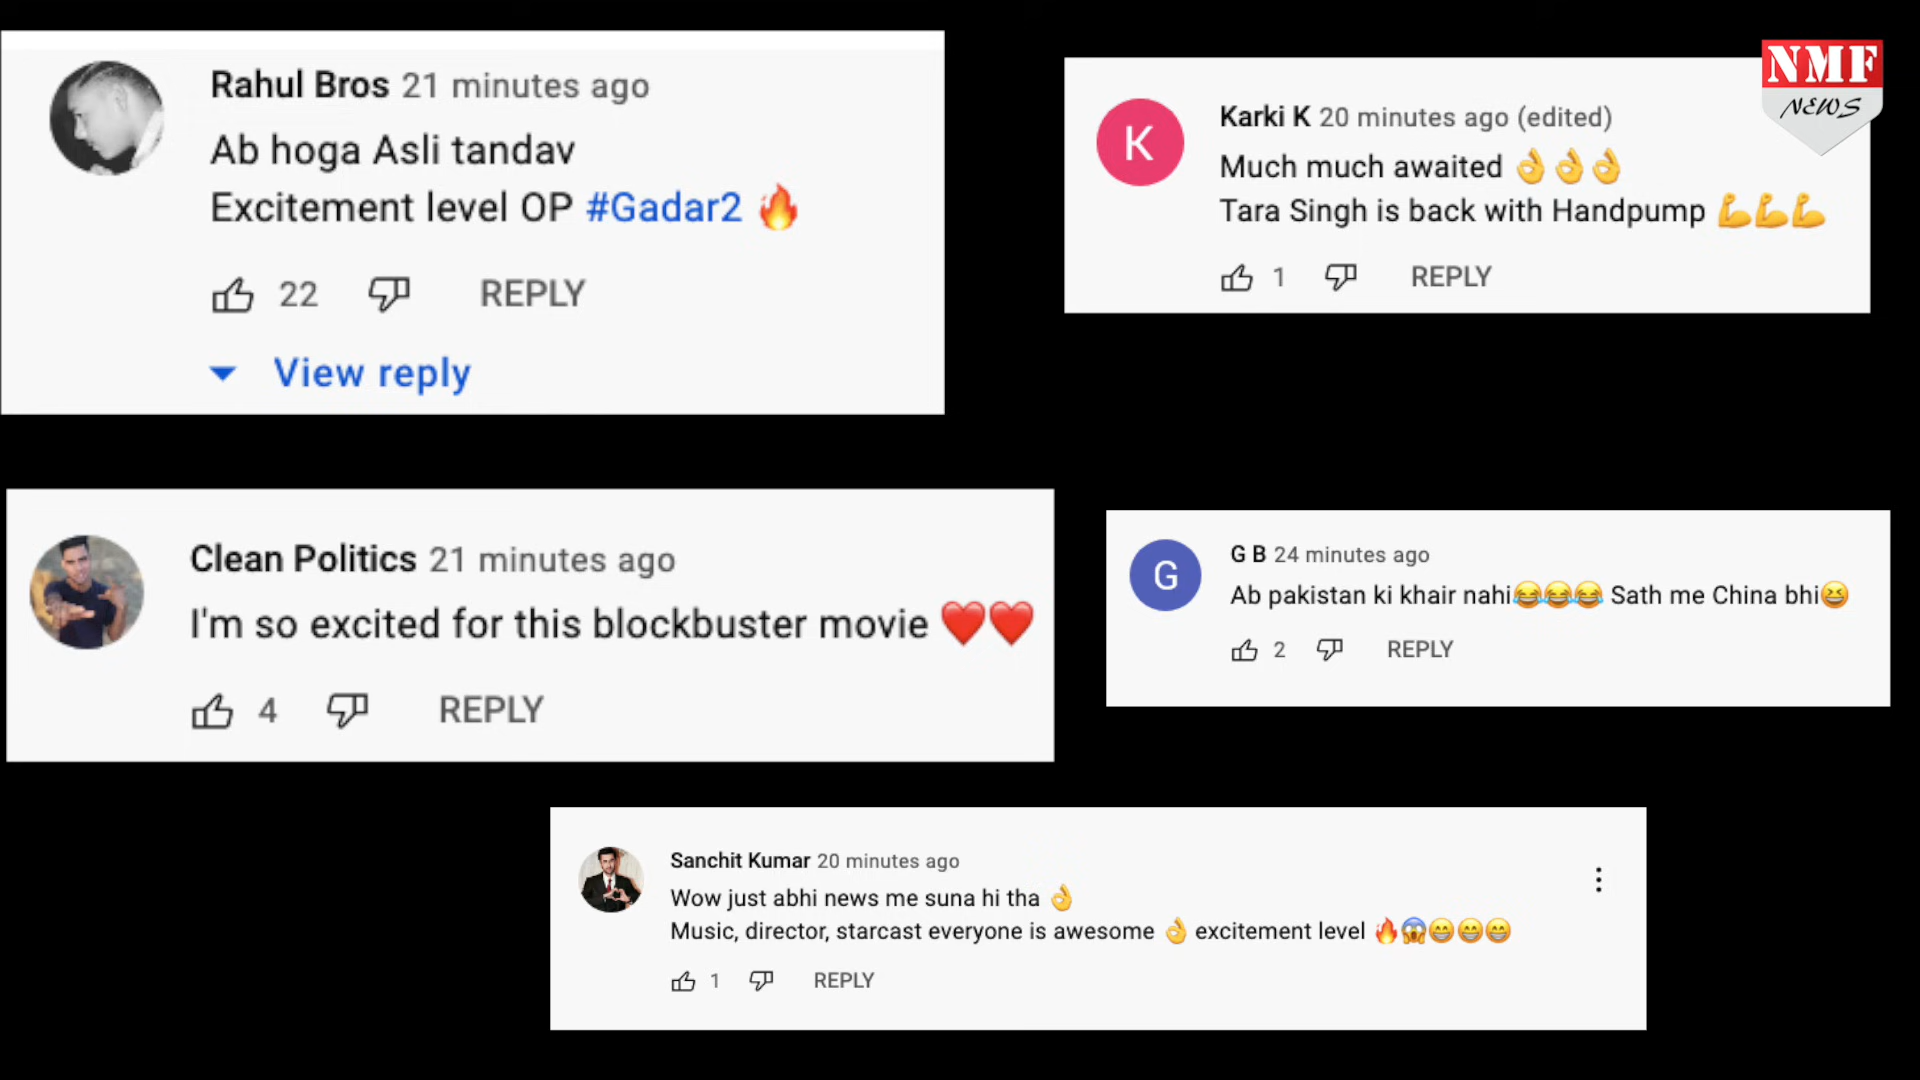 Rahul Bros 21 minutes ago
Ab hoga Asli tandav
Excitement level OP #Gadar2 🔥
22 REPLY
View reply
NMF
NEWS
Karki K 20 minutes ago (edited)
K
Much much awaited 👌👌👌
Tara Singh is back with Handpump 💪💪💪
1 REPLY
Clean Politics 21 minutes ago
I'm so excited for this blockbuster movie ❤️❤️
4 REPLY
G B 24 minutes ago
G
Ab pakistan ki khair nahi😂😂😂 Sath me China bhi😆
2 REPLY
Sanchit Kumar 20 minutes ago
Wow just abhi news me suna hi tha 👌
Music, director, starcast everyone is awesome 👌 excitement level 🔥😱😁😁😁
1 REPLY